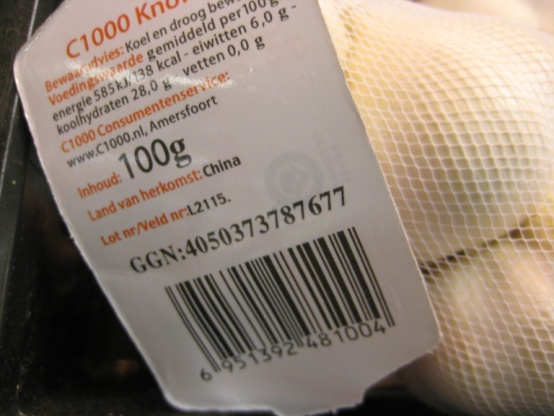 C1000 Kno
Bewaaradvies: Koel en droog bew
Voedingswaarde gemiddeld per 100 g
energie 585 kJ/138 kcal - eiwitten 6,0 g -
koolhydraten 28,0 g - vetten 0,0 g
C1000 Consumentenservice:
www.C1000.nl, Amersfoort
Inhoud: 100g
Land van herkomst: China
Lot nr/Veld nr:L2115.
GGN:4050373787677
6 951392 481004